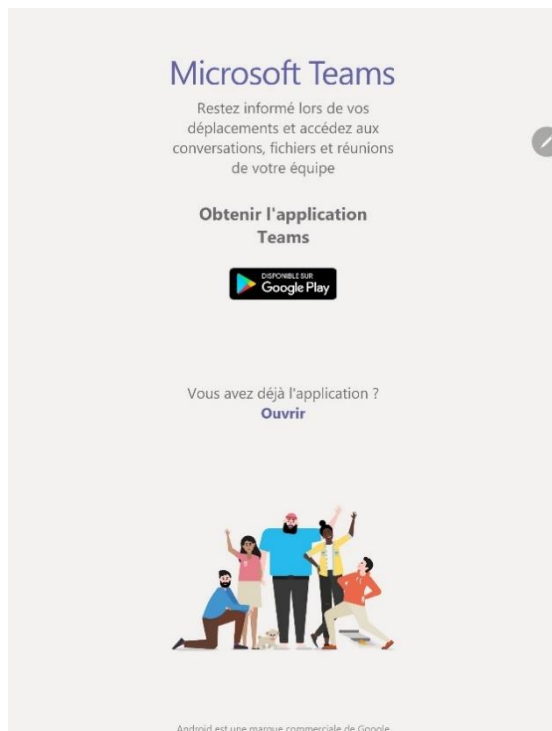 Microsoft Teams
Restez informé lors de vos
déplacements et accédez aux
conversations, fichiers et réunions
de votre équipe
Obtenir l'application
Teams
DISPONIBLE SUR
Google Play
Vous avez déjà l'application ?
Ouvrir
Android est une marque commerciale de Google